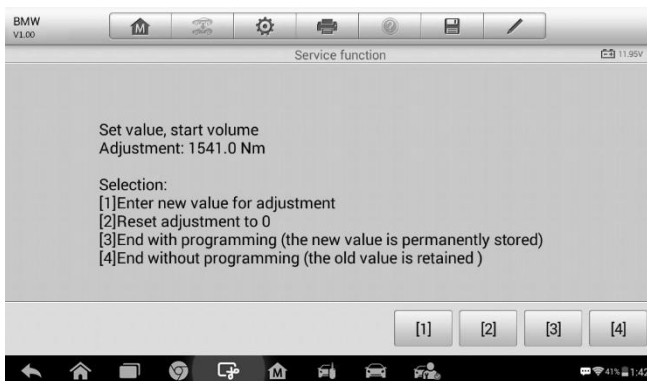 BMW
V1.00
Service function
11.95V
Set value, start volume
Adjustment: 1541.0 Nm
Selection:
[1]Enter new value for adjustment
[2]Reset adjustment to 0
[3]End with programming (the new value is permanently stored)
[4]End without programming (the old value is retained )
[1] [2] [3] [4]
41% 1:42